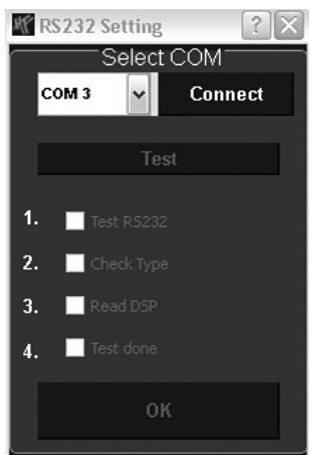 RS232 Setting
Select COM
COM 3 Connect
Test
1. Test RS232
2. Check Type
3. Read DSP
4. Test done
OK